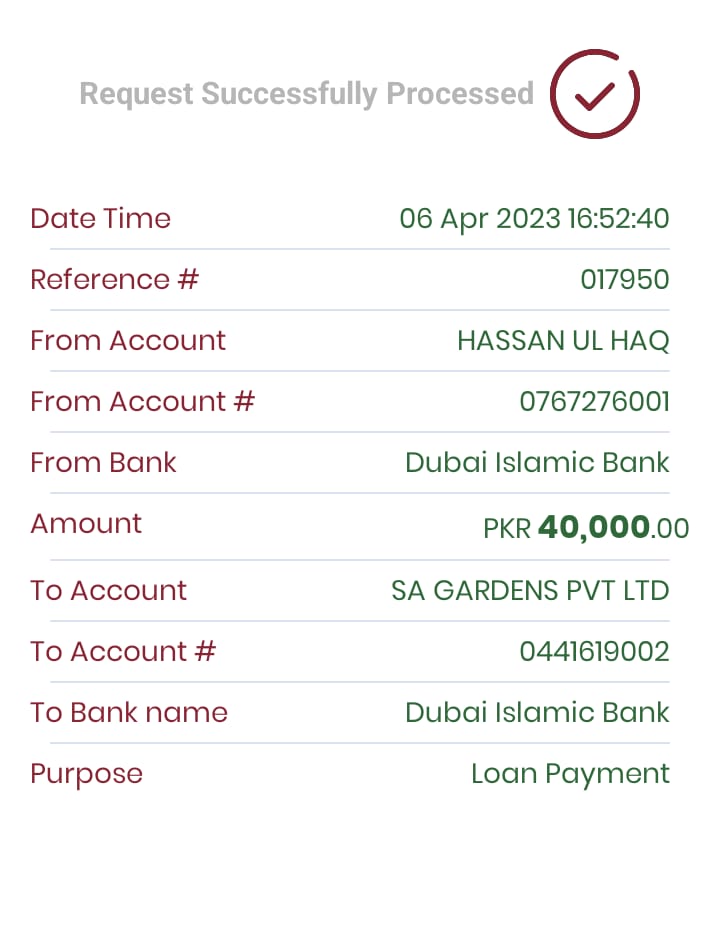 Request Successfully Processed
Date Time 06 Apr 2023 16:52:40
Reference # 017950
From Account HASSAN UL HAQ
From Account # 0767276001
From Bank Dubai Islamic Bank
Amount PKR 40,000.00
To Account SA GARDENS PVT LTD
To Account # 0441619002
To Bank name Dubai Islamic Bank
Purpose Loan Payment